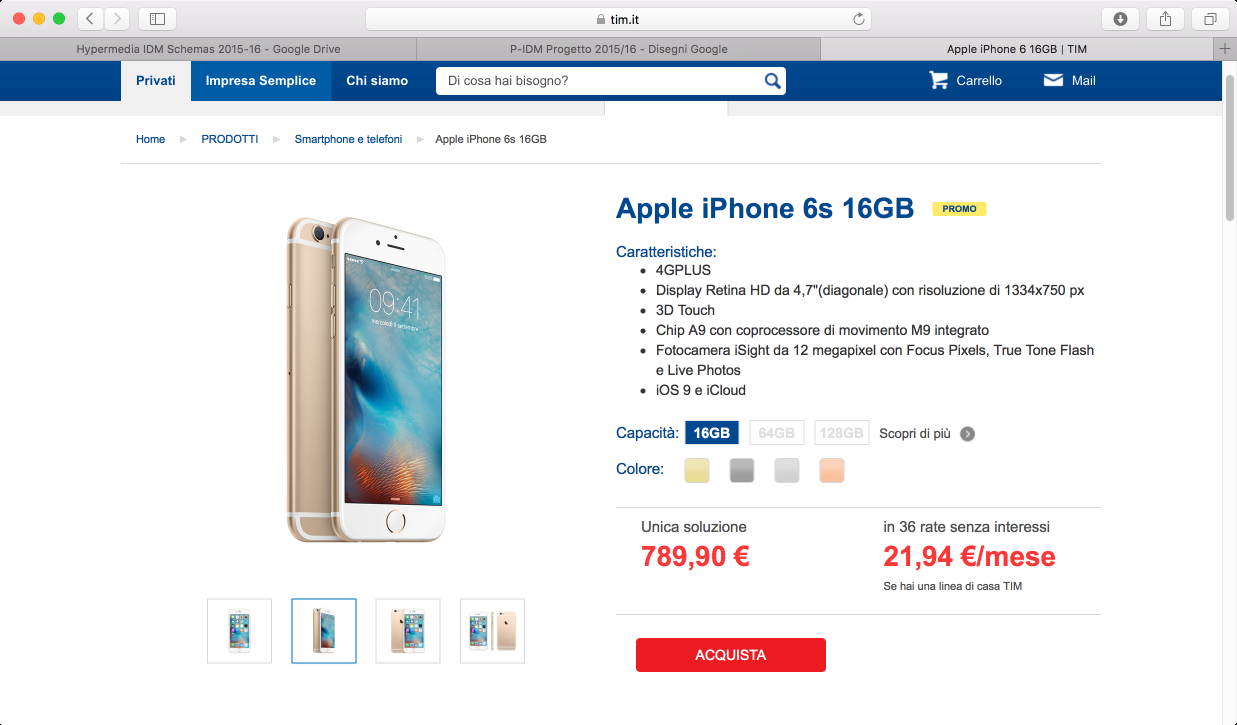 tim.it
Hypermedia IDM Schemas 2015-16 - Google Drive
P-IDM Progetto 2015/16 - Disegni Google
Apple iPhone 6 16GB | TIM
Privati
Impresa Semplice
Chi siamo
Di cosa hai bisogno?
Carrello
Mail
Home
PRODOTTI
Smartphone e telefoni
Apple iPhone 6s 16GB
Apple iPhone 6s 16GB
PROMO
Caratteristiche:
4GPLUS
Display Retina HD da 4,7"(diagonale) con risoluzione di 1334x750 px
3D Touch
Chip A9 con coprocessore di movimento M9 integrato
Fotocamera iSight da 12 megapixel con Focus Pixels, True Tone Flash
e Live Photos
iOS 9 e iCloud
09:41
mercoledì 9 settembre
Capacità:
16GB
64GB
128GB
Scopri di più
Colore:
Unica soluzione
789,90 €
in 36 rate senza interessi
21,94 €/mese
Se hai una linea di casa TIM
ACQUISTA